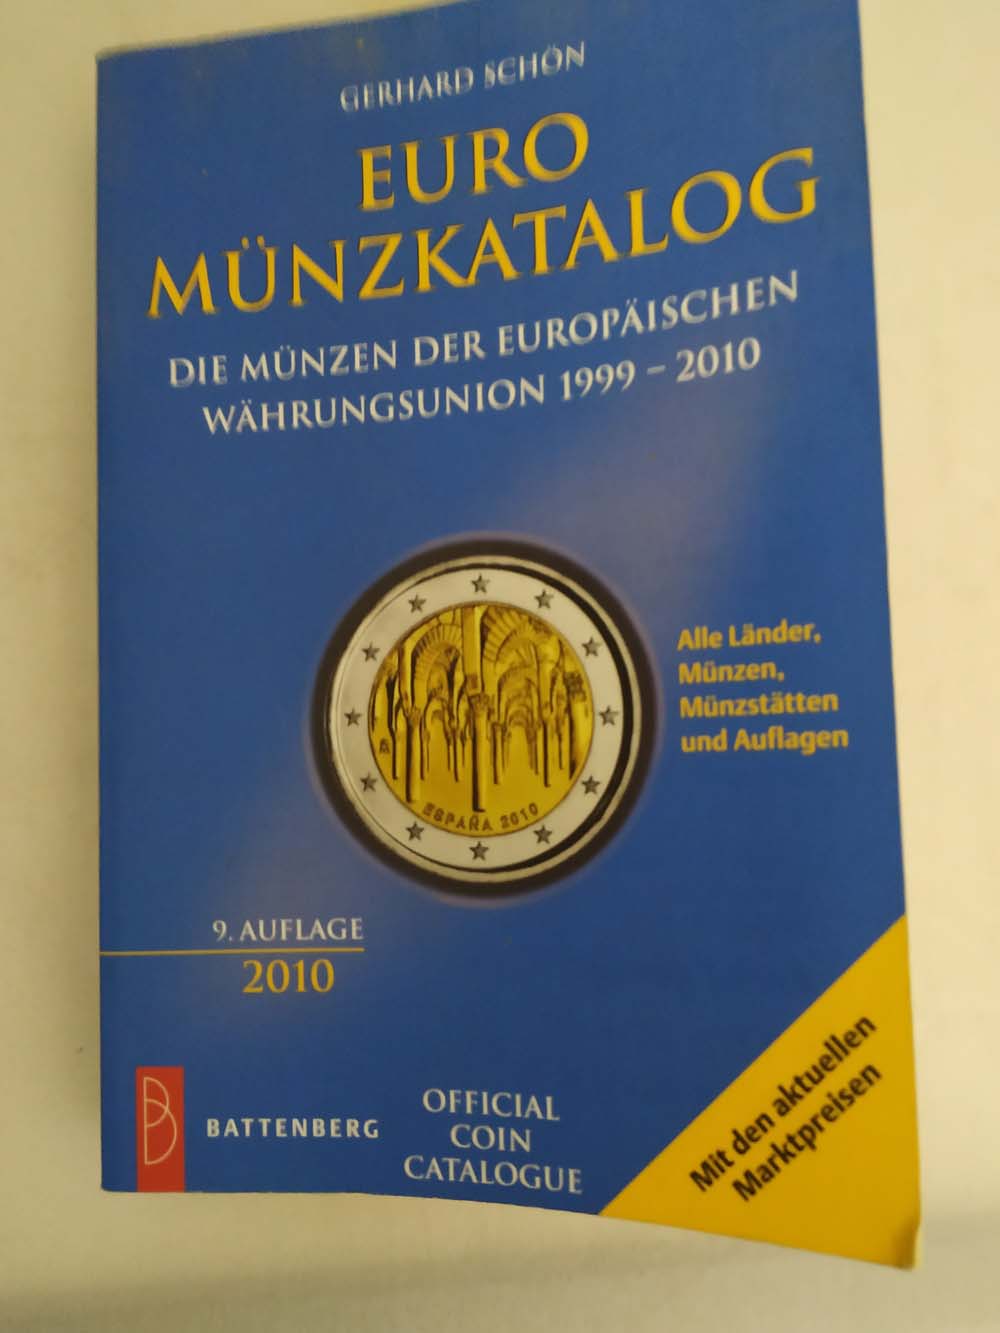 GERHARD SCHÖN
EURO
MÜNZKATALOG
DIE MÜNZEN DER EUROPÄISCHEN
WÄHRUNGSUNION 1999 – 2010
Alle Länder,
Münzen,
Münzstätten
und Auflagen
ESPAÑA 2010
9. AUFLAGE
2010
BATTENBERG
OFFICIAL
COIN
CATALOGUE
Mit den aktuellen
Marktpreisen